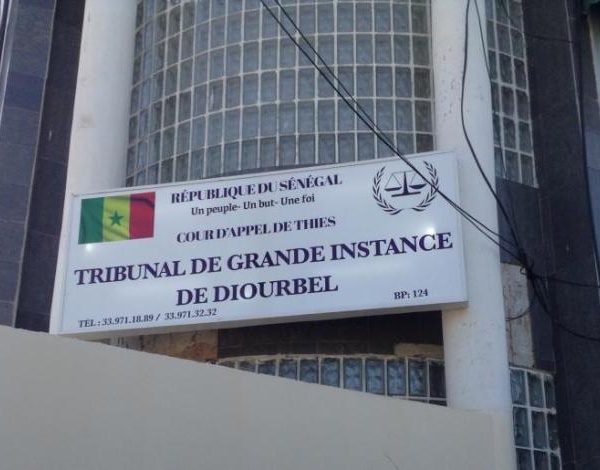 RÉPUBLIQUE DU SÉNÉGAL
Un peuple- Un but- Une foi
COUR D'APPEL DE THIES
TRIBUNAL DE GRANDE INSTANCE
DE DIOURBEL
BP: 124
TÉL : 33.971.18.89 / 33.971.32.32